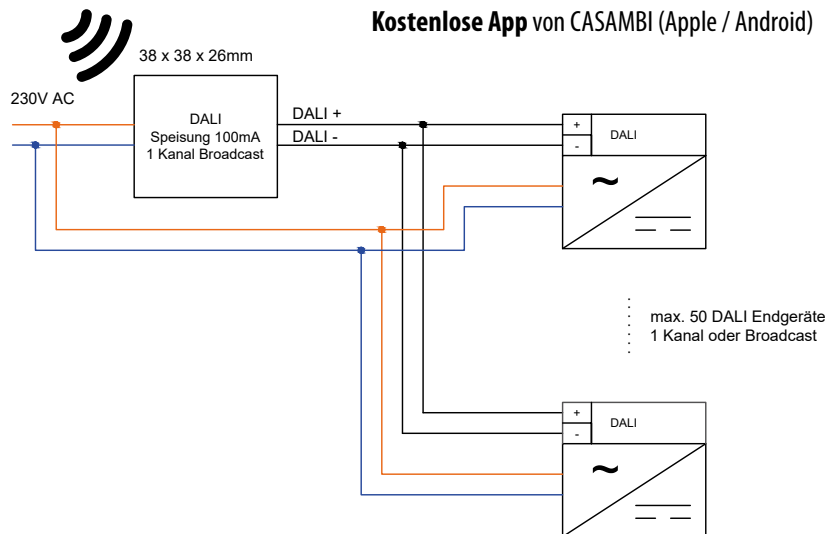 Kostenlose App von CASAMBI (Apple / Android)
38 x 38 x 26mm
230V AC
DALI
Speisung 100mA
1 Kanal Broadcast
DALI +
DALI -
+
-
DALI
~
max. 50 DALI Endgeräte
1 Kanal oder Broadcast
+
-
DALI
~